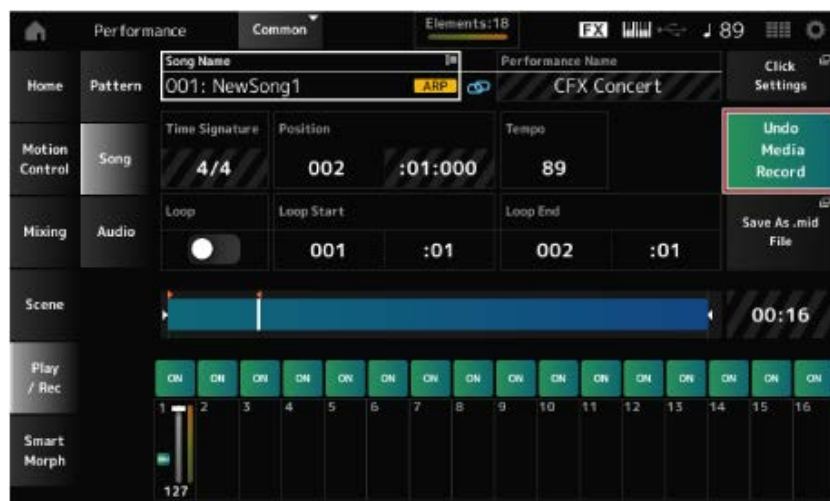 Performance
Common
Elements:18
FX
♩ 89
Home
Motion
Control
Mixing
Scene
Play
/ Rec
Smart
Morph
Pattern
Song
Audio
Song Name
001: NewSong1
ARP
Performance Name
CFX Concert
Click
Settings
Time Signature
4/4
Position
002 :01:000
Tempo
89
Undo
Media
Record
Loop
Loop Start
001 :01
Loop End
002 :01
Save As .mid
File
00:16
ON ON ON ON ON ON ON ON ON ON ON ON ON ON ON ON
1 2 3 4 5 6 7 8 9 10 11 12 13 14 15 16
127